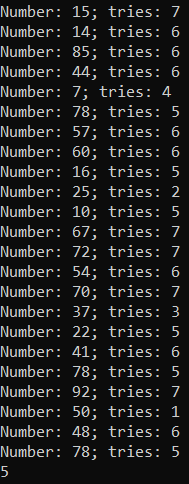 Number: 15; tries: 7
Number: 14; tries: 6
Number: 85; tries: 6
Number: 44; tries: 6
Number: 7; tries: 4
Number: 78; tries: 5
Number: 57; tries: 6
Number: 60; tries: 6
Number: 16; tries: 5
Number: 25; tries: 2
Number: 10; tries: 5
Number: 67; tries: 7
Number: 72; tries: 7
Number: 54; tries: 6
Number: 70; tries: 7
Number: 37; tries: 3
Number: 22; tries: 5
Number: 41; tries: 6
Number: 78; tries: 5
Number: 92; tries: 7
Number: 50; tries: 1
Number: 48; tries: 6
Number: 78; tries: 5
5